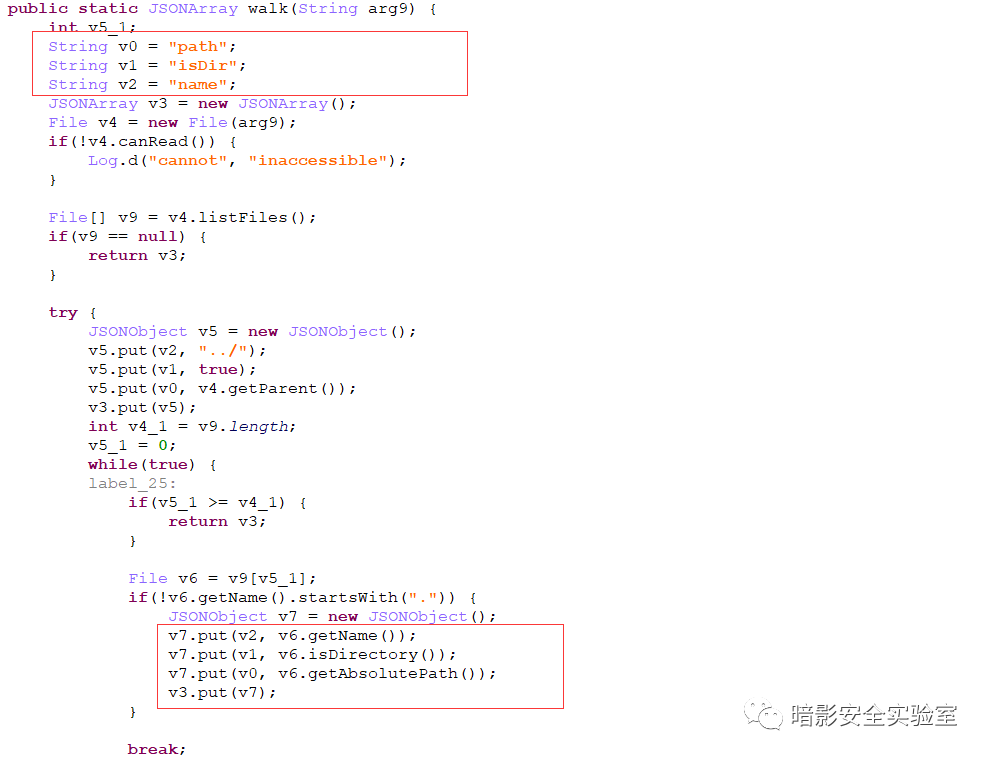 public static JSONArray walk(String arg9) {
    int v5_1;
    String v0 = "path";
    String v1 = "isDir";
    String v2 = "name";
    JSONArray v3 = new JSONArray();
    File v4 = new File(arg9);
    if(!v4.canRead()) {
        Log.d("cannot", "inaccessible");
    }
    File[] v9 = v4.listFiles();
    if(v9 == null) {
        return v3;
    }
    try {
        JSONObject v5 = new JSONObject();
        v5.put(v2, "../");
        v5.put(v1, true);
        v5.put(v0, v4.getParent());
        v3.put(v5);
        int v4_1 = v9.length;
        v5_1 = 0;
        while(true) {
        label_25:
            if(v5_1 >= v4_1) {
                return v3;
            }
            File v6 = v9[v5_1];
            if(!v6.getName().startsWith(".")) {
                JSONObject v7 = new JSONObject();
                v7.put(v2, v6.getName());
                v7.put(v1, v6.isDirectory());
                v7.put(v0, v6.getAbsolutePath());
                v3.put(v7);
            }
            break;
暗影安全实验室